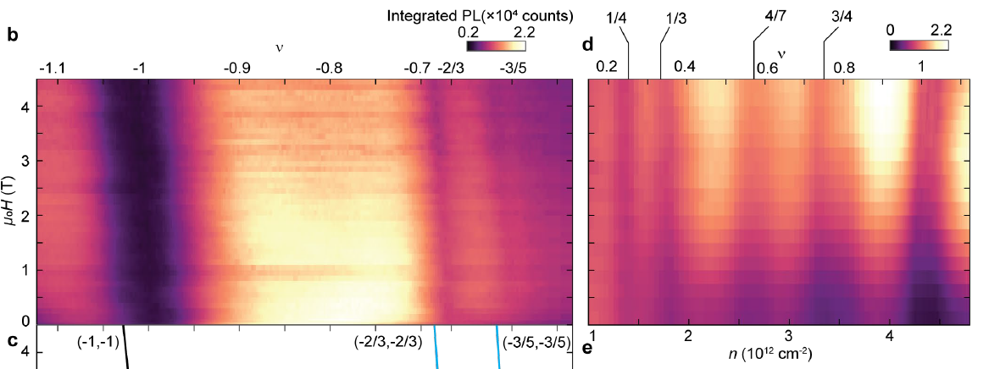 Integrated PL(×10⁴ counts)
0.2 2.2
b
ν
-1.1 -1 -0.9 -0.8 -0.7 -2/3 -3/5
4
3
2
1
0
μ₀H (T)
c
(-1,-1) (-2/3,-2/3) (-3/5,-3/5)
4
1/4 1/3 4/7 3/4
0 2.2
d
ν
0.2 0.4 0.6 0.8 1
1 2 3 4
n (10¹² cm⁻²)
e